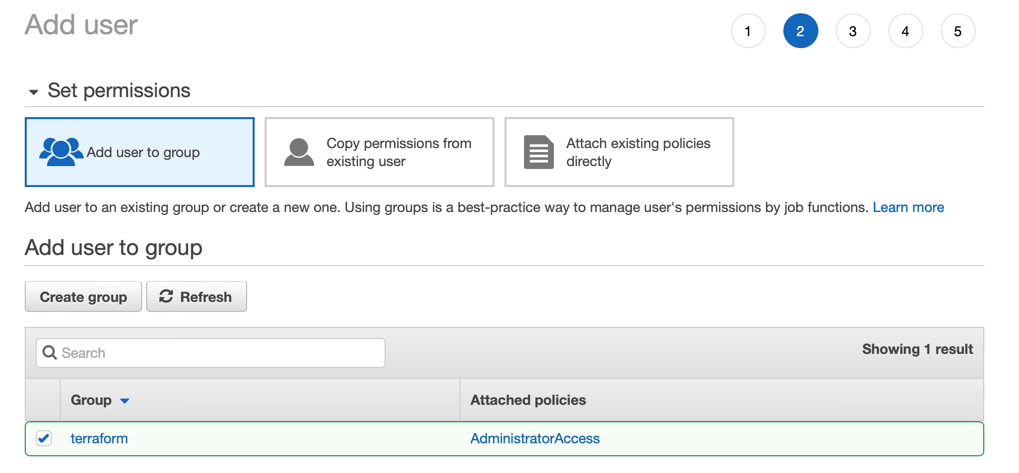 Add user
1 2 3 4 5
Set permissions
Add user to group
Copy permissions from
existing user
Attach existing policies
directly
Add user to an existing group or create a new one. Using groups is a best-practice way to manage user's permissions by job functions. Learn more
Add user to group
Create group Refresh
Search
Showing 1 result
Group Attached policies
terraform AdministratorAccess